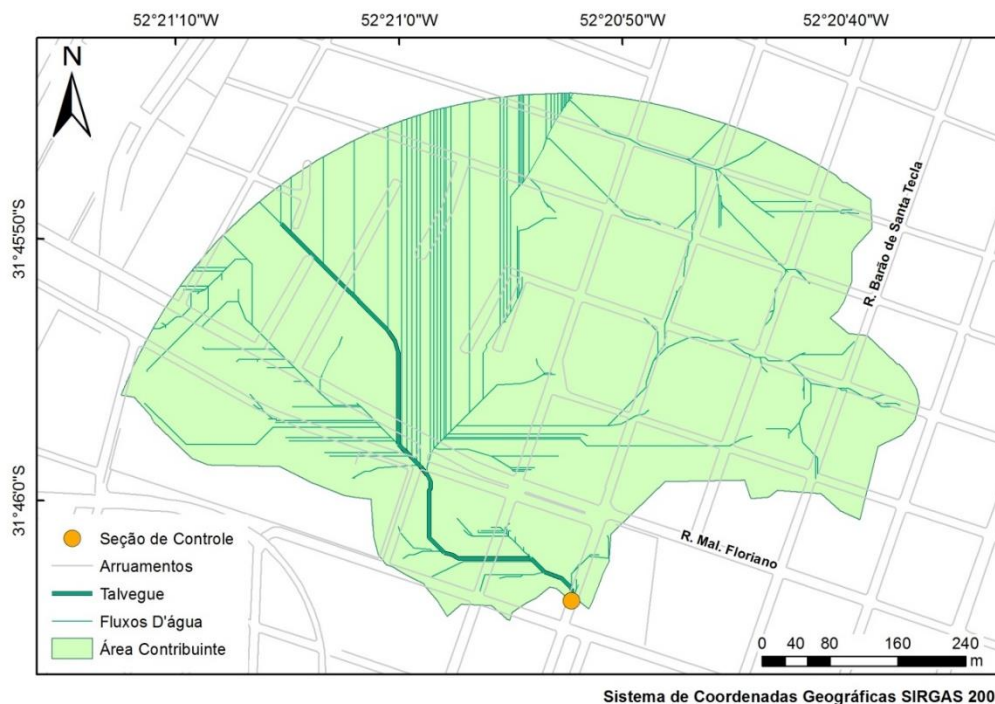 52°21'10"W
52°21'0"W
52°20'50"W
52°20'40"W
N
31°45'50"S
R. Barão de Santa Tecla
31°46'0"S
R. Mal. Floriano
Seção de Controle
Arruamentos
Talvegue
Fluxos D'água
Área Contribuinte
0 40 80 160 240
m
Sistema de Coordenadas Geográficas SIRGAS 200